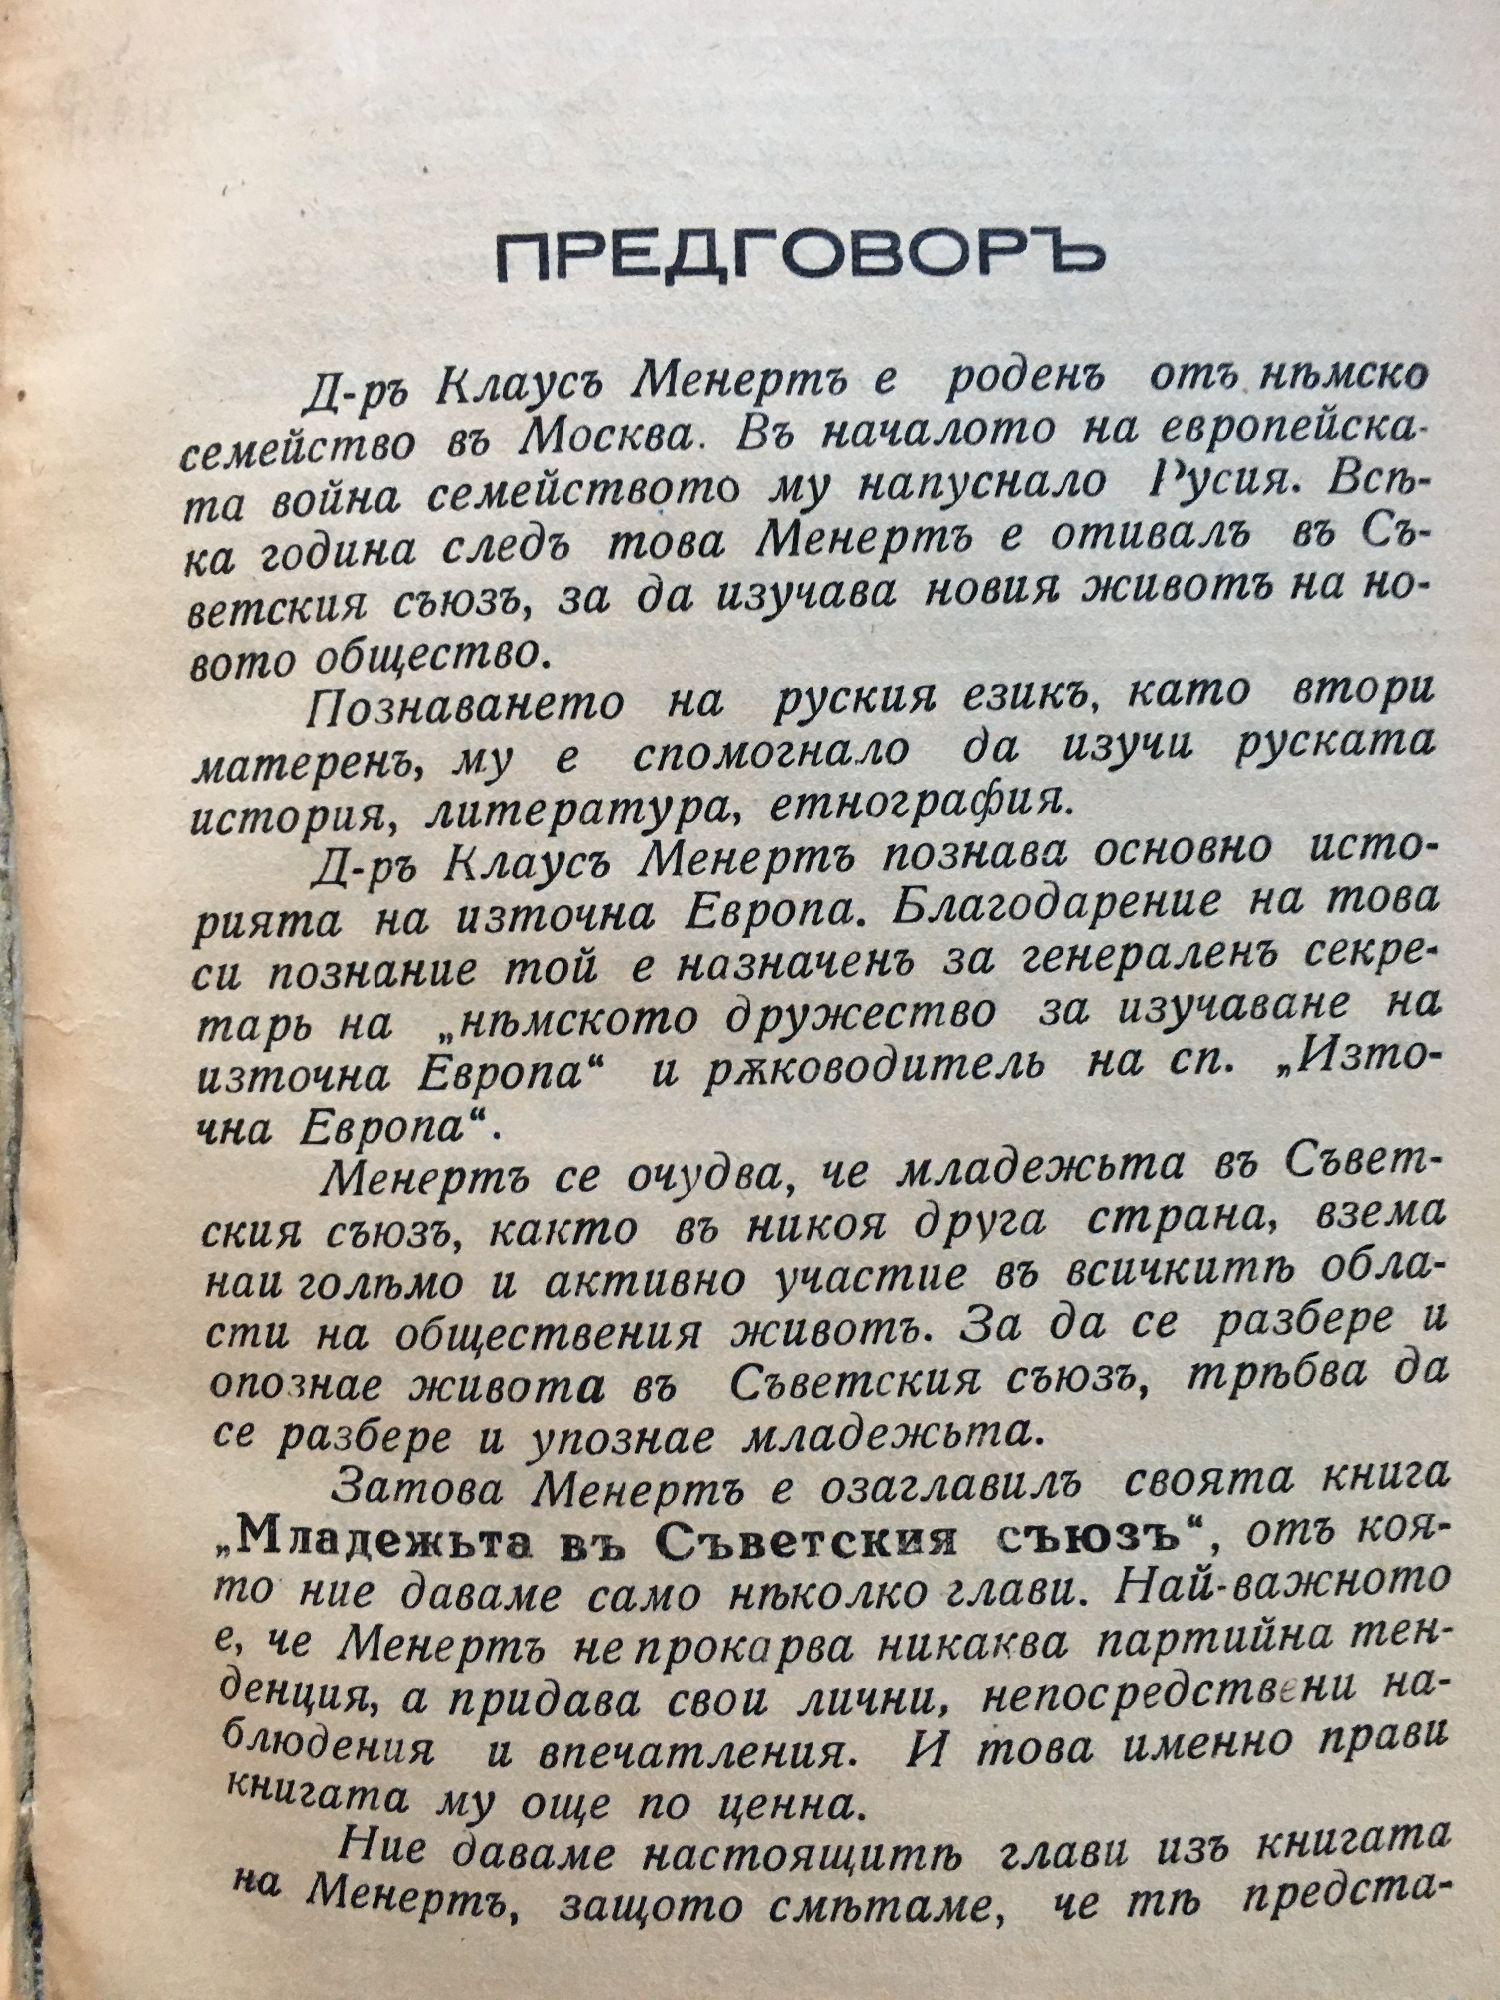 ПРЕДГОВОРЪ
Д-ръ Клаусъ Менертъ е роденъ отъ нѣмско
семейство въ Москва. Въ началото на европейска-
та война семейството му напуснало Русия. Всѣ-
ка година следъ това Менертъ е отивалъ въ Съ-
ветския съюзъ, за да изучава новия животъ на но-
вото общество.
Познаването на руския езикъ, като втори
матеренъ, му е спомогнало да изучи руската
история, литература, етнография.
Д-ръ Клаусъ Менертъ познава основно исто-
рията на източна Европа. Благодарение на това
си познание той е назначенъ за генераленъ секре-
тарь на „нѣмското дружество за изучаване на
източна Европа“ и рѫководитель на сп. „Изто-
чна Европа“.
Менертъ се очудва, че младежьта въ Съвет-
ския съюзъ, както въ никоя друга страна, взема
наи голѣмо и активно участие въ всичкитѣ обла-
сти на обществения животъ. За да се разбере и
опознае живота въ Съветския съюзъ, трѣбва да
се разбере и упознае младежьта.
Затова Менертъ е озаглавилъ своята книга
„Младежьта въ Съветския съюзъ“, отъ коя-
то ние даваме само нѣколко глави. Най-важното
е, че Менертъ не прокарва никаква партийна тен-
денция, а придава свои лични, непосредствени на-
блюдения и впечатления. И това именно прави
книгата му още по ценна.
Ние даваме настоящитѣ глави изъ книгата
на Менертъ, защото смѣтаме, че тѣ предста-